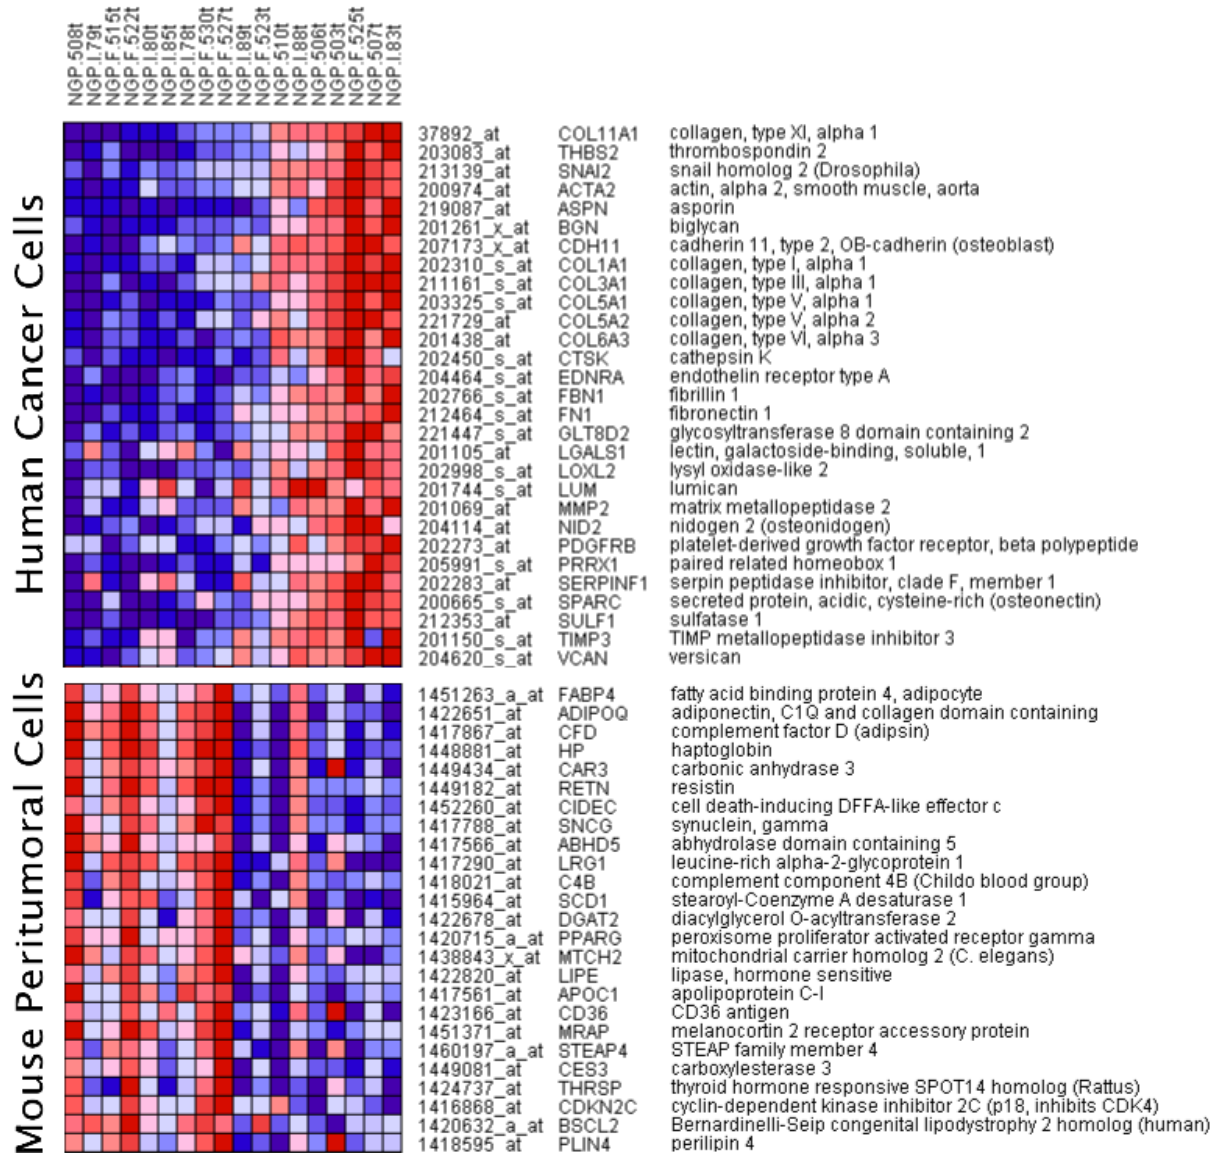 NGP.508t
NGP.I.79t
NGP.F.515t
NGP.F.522t
NGP.I.80t
NGP.I.85t
NGP.I.78t
NGP.F.530t
NGP.F.527t
NGP.I.89t
NGP.F.523t
NGP.510t
NGP.I.88t
NGP.506t
NGP.503t
NGP.F.525t
NGP.507t
NGP.I.83t
Human Cancer Cells
37892_at COL11A1 collagen, type XI, alpha 1
203083_at THBS2 thrombospondin 2
213139_at SNAI2 snail homolog 2 (Drosophila)
200974_at ACTA2 actin, alpha 2, smooth muscle, aorta
219087_at ASPN asporin
201261_x_at BGN biglycan
207173_x_at CDH11 cadherin 11, type 2, OB-cadherin (osteoblast)
202310_s_at COL1A1 collagen, type I, alpha 1
211161_s_at COL3A1 collagen, type III, alpha 1
203325_s_at COL5A1 collagen, type V, alpha 1
221729_at COL5A2 collagen, type V, alpha 2
201438_at COL6A3 collagen, type VI, alpha 3
202450_s_at CTSK cathepsin K
204464_s_at EDNRA endothelin receptor type A
202766_s_at FBN1 fibrillin 1
212464_s_at FN1 fibronectin 1
221447_s_at GLT8D2 glycosyltransferase 8 domain containing 2
201105_at LGALS1 lectin, galactoside-binding, soluble, 1
202998_s_at LOXL2 lysyl oxidase-like 2
201744_s_at LUM lumican
201069_at MMP2 matrix metallopeptidase 2
204114_at NID2 nidogen 2 (osteonidogen)
202273_at PDGFRB platelet-derived growth factor receptor, beta polypeptide
205991_s_at PRRX1 paired related homeobox 1
202283_at SERPINF1 serpin peptidase inhibitor, clade F, member 1
200665_s_at SPARC secreted protein, acidic, cysteine-rich (osteonectin)
212353_at SULF1 sulfatase 1
201150_s_at TIMP3 TIMP metallopeptidase inhibitor 3
204620_s_at VCAN versican
Mouse Peritumoral Cells
1451263_a_at FABP4 fatty acid binding protein 4, adipocyte
1422651_at ADIPOQ adiponectin, C1Q and collagen domain containing
1417867_at CFD complement factor D (adipsin)
1448881_at HP haptoglobin
1449434_at CAR3 carbonic anhydrase 3
1449182_at RETN resistin
1452260_at CIDEC cell death-inducing DFFA-like effector c
1417788_at SNCG synuclein, gamma
1417566_at ABHD5 abhydrolase domain containing 5
1417290_at LRG1 leucine-rich alpha-2-glycoprotein 1
1418021_at C4B complement component 4B (Childo blood group)
1415964_at SCD1 stearoyl-Coenzyme A desaturase 1
1422678_at DGAT2 diacylglycerol O-acyltransferase 2
1420715_a_at PPARG peroxisome proliferator activated receptor gamma
1438843_x_at MTCH2 mitochondrial carrier homolog 2 (C. elegans)
1422820_at LIPE lipase, hormone sensitive
1417561_at APOC1 apolipoprotein C-I
1423166_at CD36 CD36 antigen
1451371_at MRAP melanocortin 2 receptor accessory protein
1460197_a_at STEAP4 STEAP family member 4
1449081_at CES3 carboxylesterase 3
1424737_at THRSP thyroid hormone responsive SPOT14 homolog (Rattus)
1416868_at CDKN2C cyclin-dependent kinase inhibitor 2C (p18, inhibits CDK4)
1420632_a_at BSCL2 Bernardinelli-Seip congenital lipodystrophy 2 homolog (human)
1418595_at PLIN4 perilipin 4